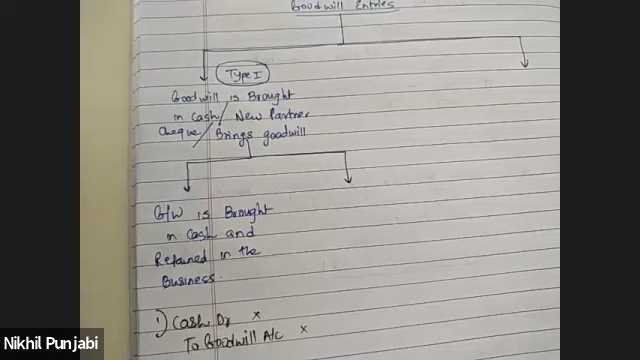 Goodwill Entries
Type I
Goodwill is Brought
in Cash / New Partner
Cheque / Brings goodwill
G/W is Brought
in Cash and
Retained in the
Business.
1) Cash Dr x
To Goodwill A/c x
Nikhil Punjabi